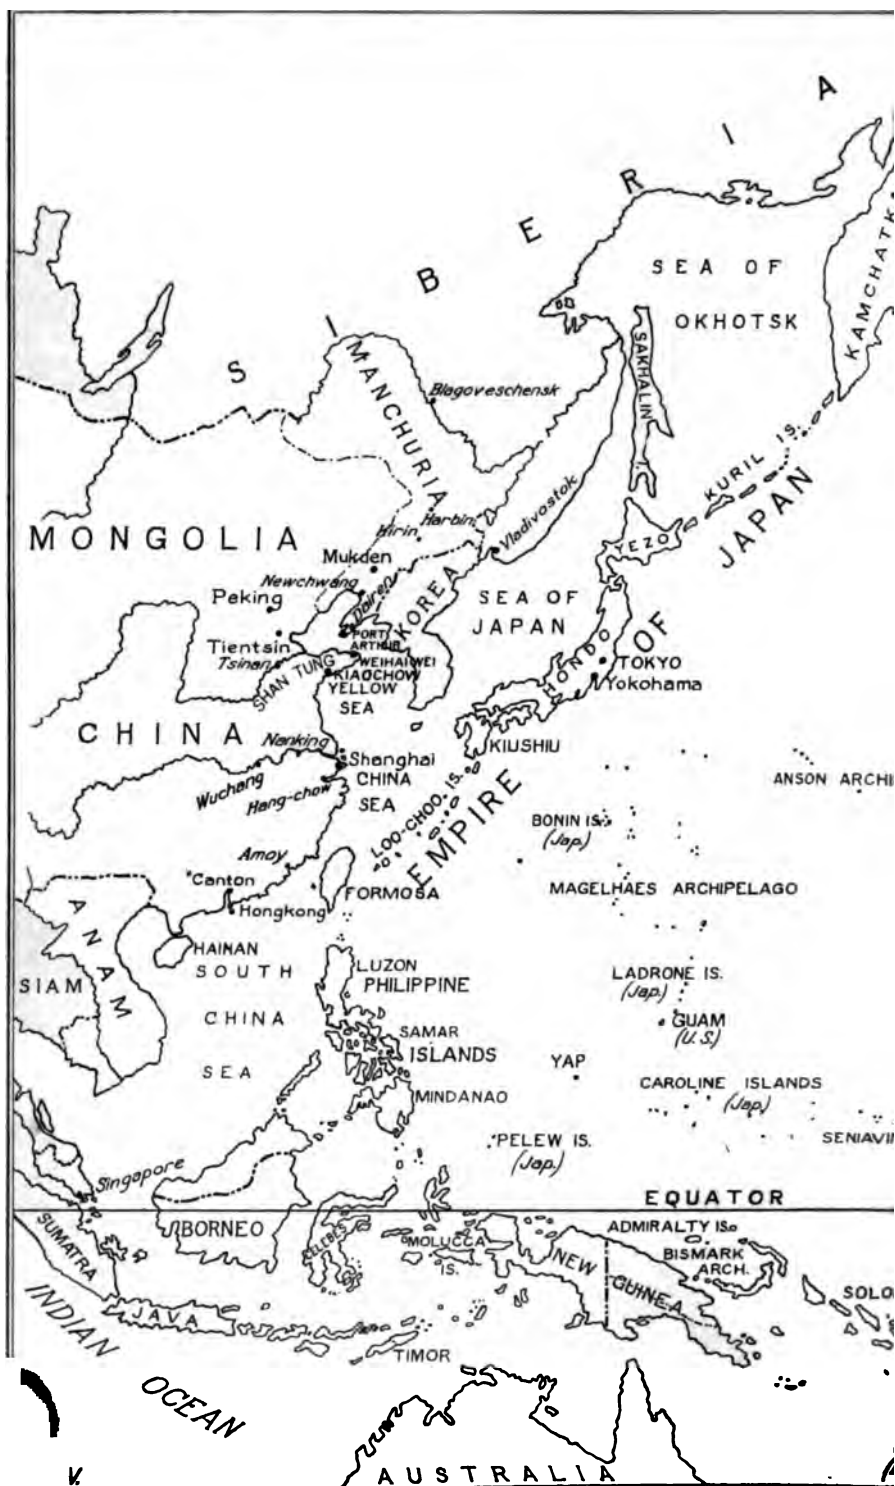 SIBERIA
KAMCHATK
SEA OF
OKHOTSK
SAKHALIN
MANCHURIA
Blagoveschensk
KURIL IS.
EMPIRE OF JAPAN
Harbin
Kirin
Vladivostok
MONGOLIA
YEZO
Mukden
Newchwang
Dairen
KOREA
Peking
SEA OF
JAPAN
PORT
ARTHUR
Tientsin
Tsinan
SHAN TUNG
WEIHAIWEI
KIAOCHOW
HONDO
TOKYO
Yokohama
YELLOW
SEA
CHINA
Nanking
KIUSHIU
Shanghai
Wuchang
Hang-chow
CHINA
SEA
LOO-CHOO IS.
ANSON ARCHI
BONIN IS.
(Jap.)
Amoy
Canton
FORMOSA
MAGELHAES ARCHIPELAGO
Hongkong
ANAM
HAINAN
SIAM
SOUTH
CHINA
SEA
LUZON
PHILIPPINE
ISLANDS
LADRONE IS.
(Jap.)
GUAM
(U.S.)
SAMAR
YAP
MINDANAO
CAROLINE ISLANDS
(Jap.)
PELEW IS.
(Jap.)
SENIAVIN
Singapore
EQUATOR
SUMATRA
BORNEO
CELEBES
MOLUCCA
IS.
ADMIRALTY IS.
BISMARK
ARCH.
NEW GUINEA
SOLO
JAVA
TIMOR
INDIAN
OCEAN
V.
AUSTRALIA